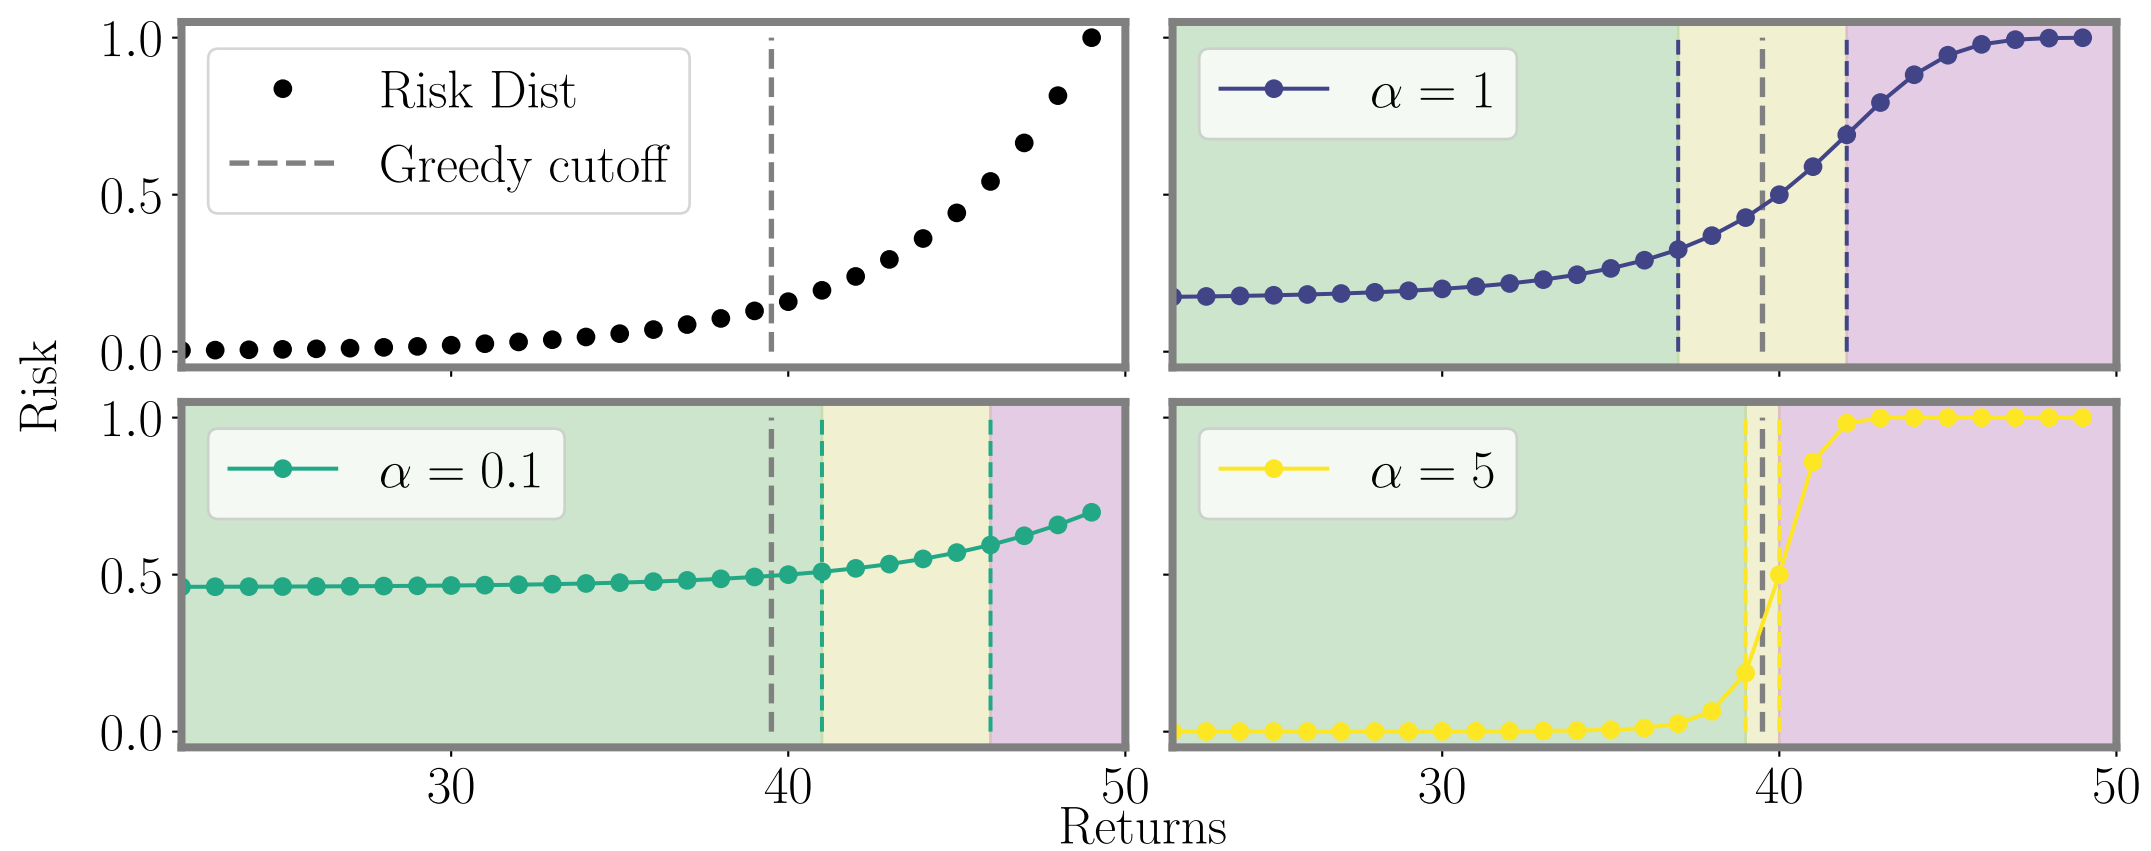 1.0
0.5
0.0
Risk Dist
Greedy cutoff
α = 1
Risk
1.0
0.5
0.0
α = 0.1
α = 5
30
40
50
30
40
50
Returns